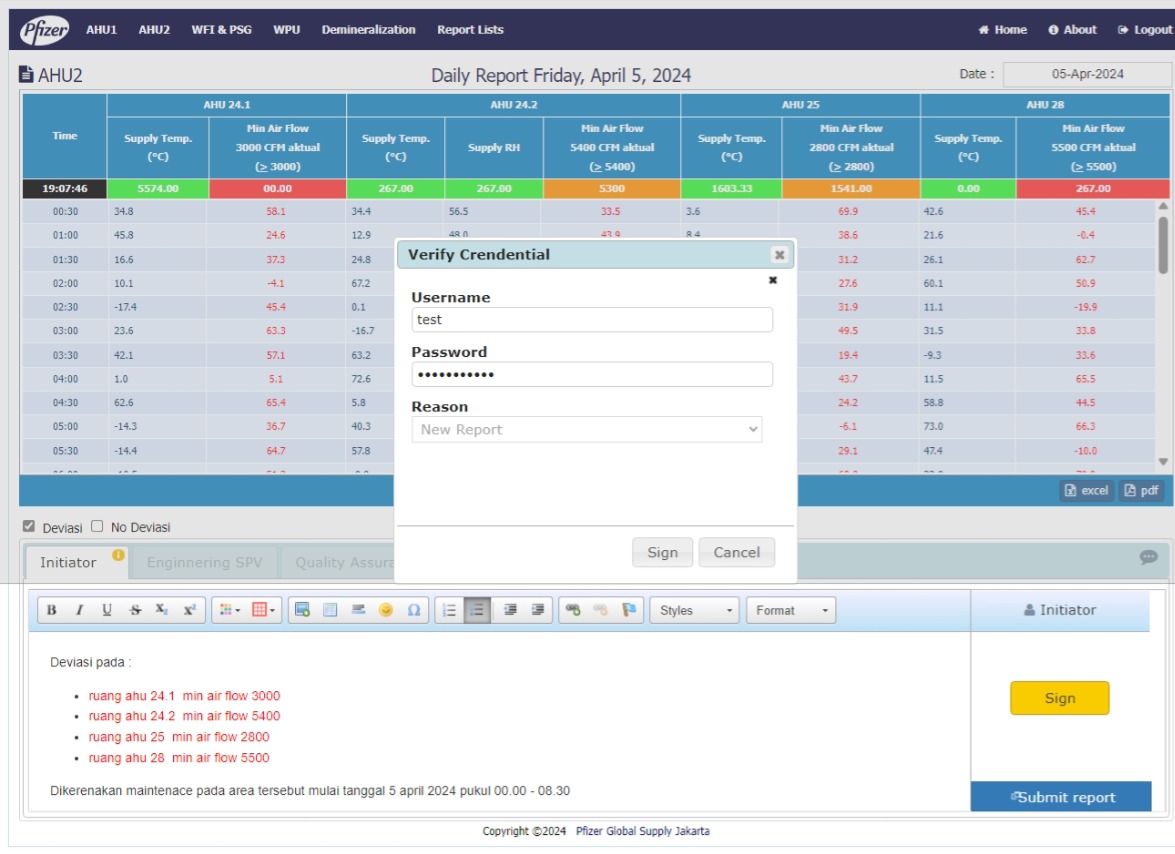 Pfizer AHU1 AHU2 WFI & PSG WPU Demineralization Report Lists Home About Logout
AHU2 Daily Report Friday, April 5, 2024 Date : 05-Apr-2024
AHU 24.1 AHU 24.2 AHU 25 AHU 28
Time Supply Temp. (°C) Min Air Flow 3000 CFM aktual (≥ 3000) Supply Temp. (°C) Supply RH Min Air Flow 5400 CFM aktual (≥ 5400) Supply Temp. (°C) Min Air Flow 2800 CFM aktual (≥ 2800) Supply Temp. (°C) Min Air Flow 5500 CFM aktual (≥ 5500)
19:07:46 5574.00 00.00 267.00 267.00 5300 1603.33 1541.00 0.00 267.00
00:30 34.8 58.1 34.4 56.5 33.5 3.6 69.9 42.6 45.4
01:00 45.8 24.6 12.9 48.0 43.9 8.4 38.6 21.6 -0.4
01:30 16.6 37.3 24.8 31.2 26.1 62.7
02:00 10.1 -4.1 67.2 27.6 60.1 50.9
02:30 -17.4 45.4 0.1 31.9 11.1 -19.9
03:00 23.6 63.3 -16.7 49.5 31.5 33.8
03:30 42.1 57.1 63.2 19.4 -9.3 33.6
04:00 1.0 5.1 72.6 43.7 11.5 65.5
04:30 62.6 65.4 5.8 24.2 58.8 44.5
05:00 -14.3 36.7 40.3 -6.1 73.0 66.3
05:30 -14.4 64.7 57.8 29.1 47.4 -10.0
excel pdf
Verify Crendential
Username
test
Password
•••••••••••
Reason
New Report
Sign Cancel
Deviasi No Deviasi
Initiator Enginnering SPV Quality Assura
B I U S X₂ X² Ω Styles Format Initiator
Deviasi pada :
• ruang ahu 24.1 min air flow 3000
• ruang ahu 24.2 min air flow 5400
• ruang ahu 25 min air flow 2800
• ruang ahu 28 min air flow 5500
Dikerenakan maintenace pada area tersebut mulai tanggal 5 april 2024 pukul 00.00 - 08.30
Sign
Submit report
Copyright ©2024 Pfizer Global Supply Jakarta